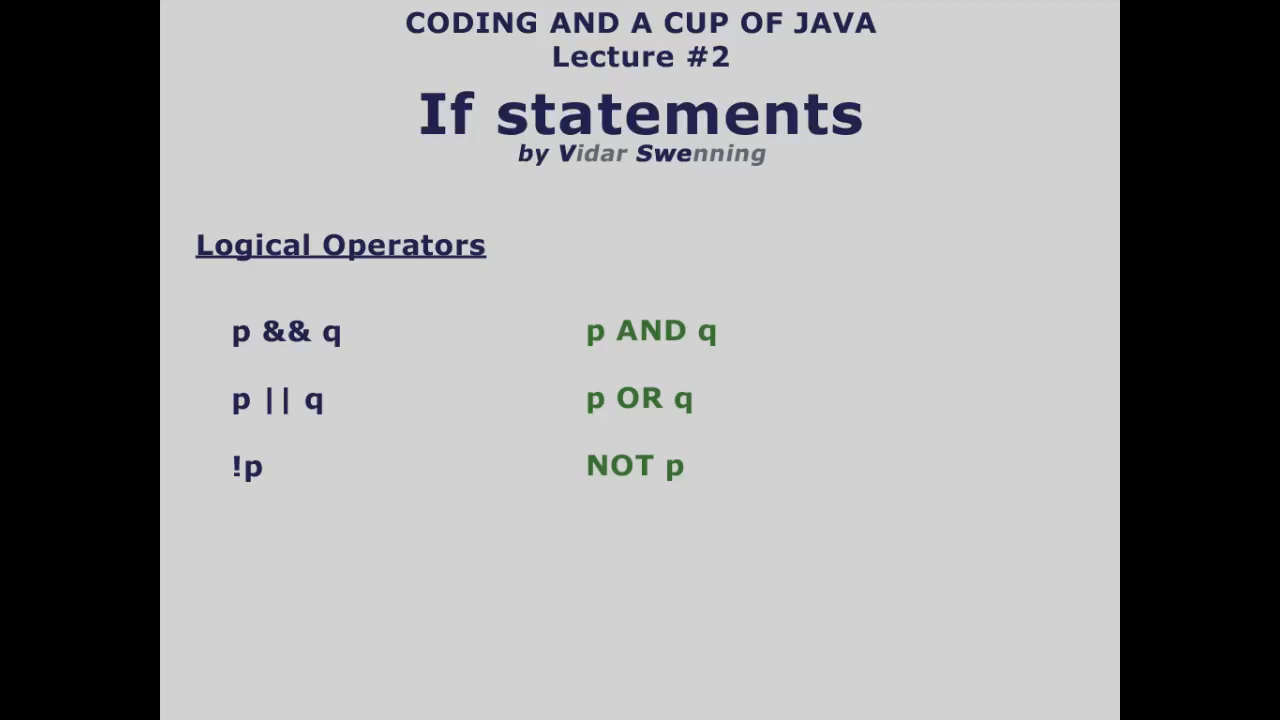 CODING AND A CUP OF JAVA
Lecture #2
If statements
by Vidar Swenning
Logical Operators
p && q p AND q
p || q p OR q
!p NOT p